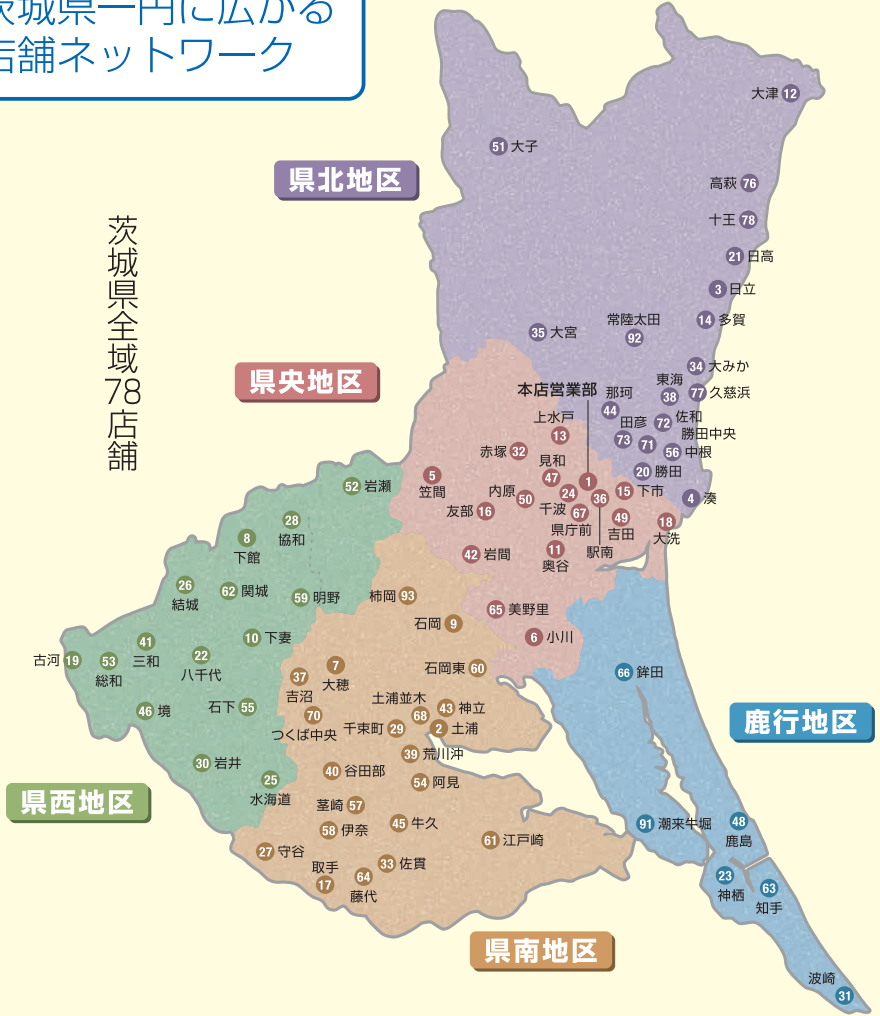 茨城県一円に広がる
店舗ネットワーク
茨城県全域78店舗
県北地区
大津 12
51 大子
高萩 76
十王 78
21 日高
3 日立
14 多賀
35 大宮
常陸太田
92
34 大みか
東海
38
77 久慈浜
那珂
44
72 佐和
田彦
73
71 勝田中央
56 中根
20 勝田
4 湊
県央地区
本店営業部
1
上水戸
13
赤塚 32
見和
47
5
笠間
内原 50
友部 16
24
千波
36
駅南
67
県庁前
15 下市
49
吉田
18
大洗
42 岩間
11
奥谷
65 美野里
6 小川
県西地区
52 岩瀬
28
協和
8
下館
26
結城
62 関城
59 明野
10 下妻
古河 19
53
総和
41
三和
22
八千代
46 境
石下 55
30 岩井
25
水海道
県南地区
柿岡 93
石岡 9
石岡東 60
7
大穂
37
吉沼
70
つくば中央
土浦並木
68
43 神立
千束町 29
2 土浦
39 荒川沖
40 谷田部
54 阿見
茎崎 57
58 伊奈
45 牛久
61 江戸崎
27 守谷
取手
17
33 佐貫
64
藤代
鹿行地区
66 鉾田
91 潮来牛堀
48
鹿島
23
神栖
63
知手
波崎
31